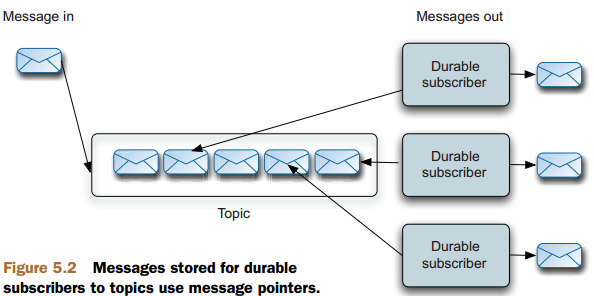 Message in
Messages out
Durable
subscriber
Durable
subscriber
Topic
Durable
subscriber
Figure 5.2 Messages stored for durable
subscribers to topics use message pointers.